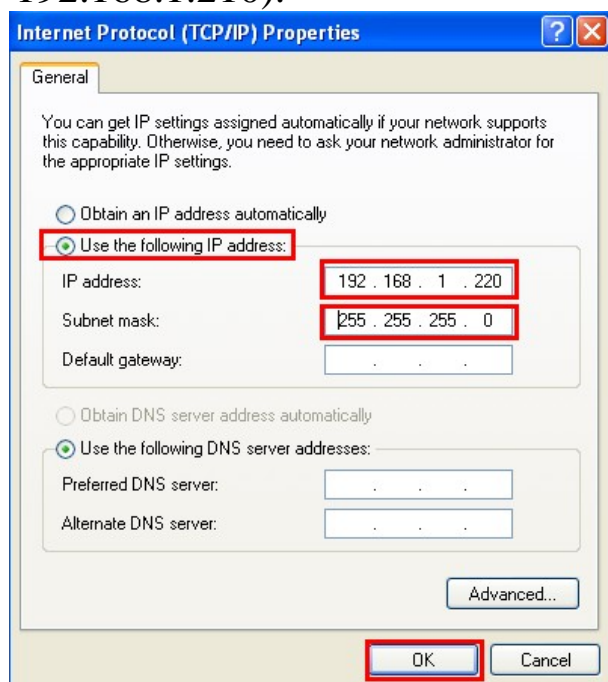 192.168.1.210).
Internet Protocol (TCP/IP) Properties
General
You can get IP settings assigned automatically if your network supports
this capability. Otherwise, you need to ask your network administrator for
the appropriate IP settings.
Obtain an IP address automatically
Use the following IP address:
IP address: 192 . 168 . 1 . 220
Subnet mask: 255 . 255 . 255 . 0
Default gateway: . . .
Obtain DNS server address automatically
Use the following DNS server addresses:
Preferred DNS server: . . .
Alternate DNS server: . . .
Advanced...
OK Cancel